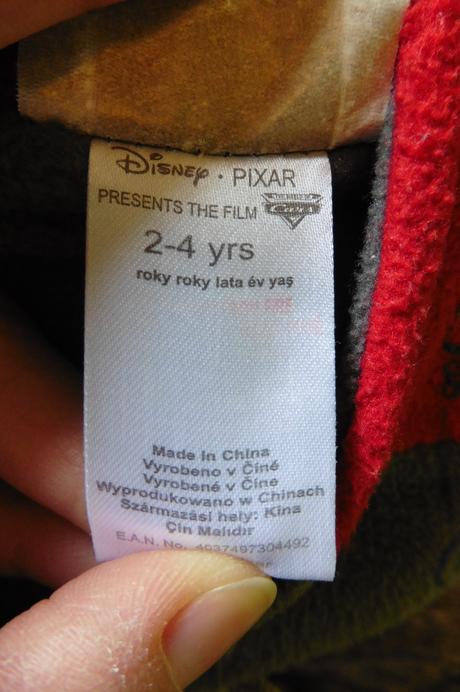 Disney · PIXAR
PRESENTS THE FILM Cars
2-4 yrs
roky roky lata év yaş
Made in China
Vyrobeno v Číně
Vyrobené v Číne
Wyprodukowano w Chinach
Származási hely: Kína
Çin Malıdır
E.A.N. No. 4037497304492